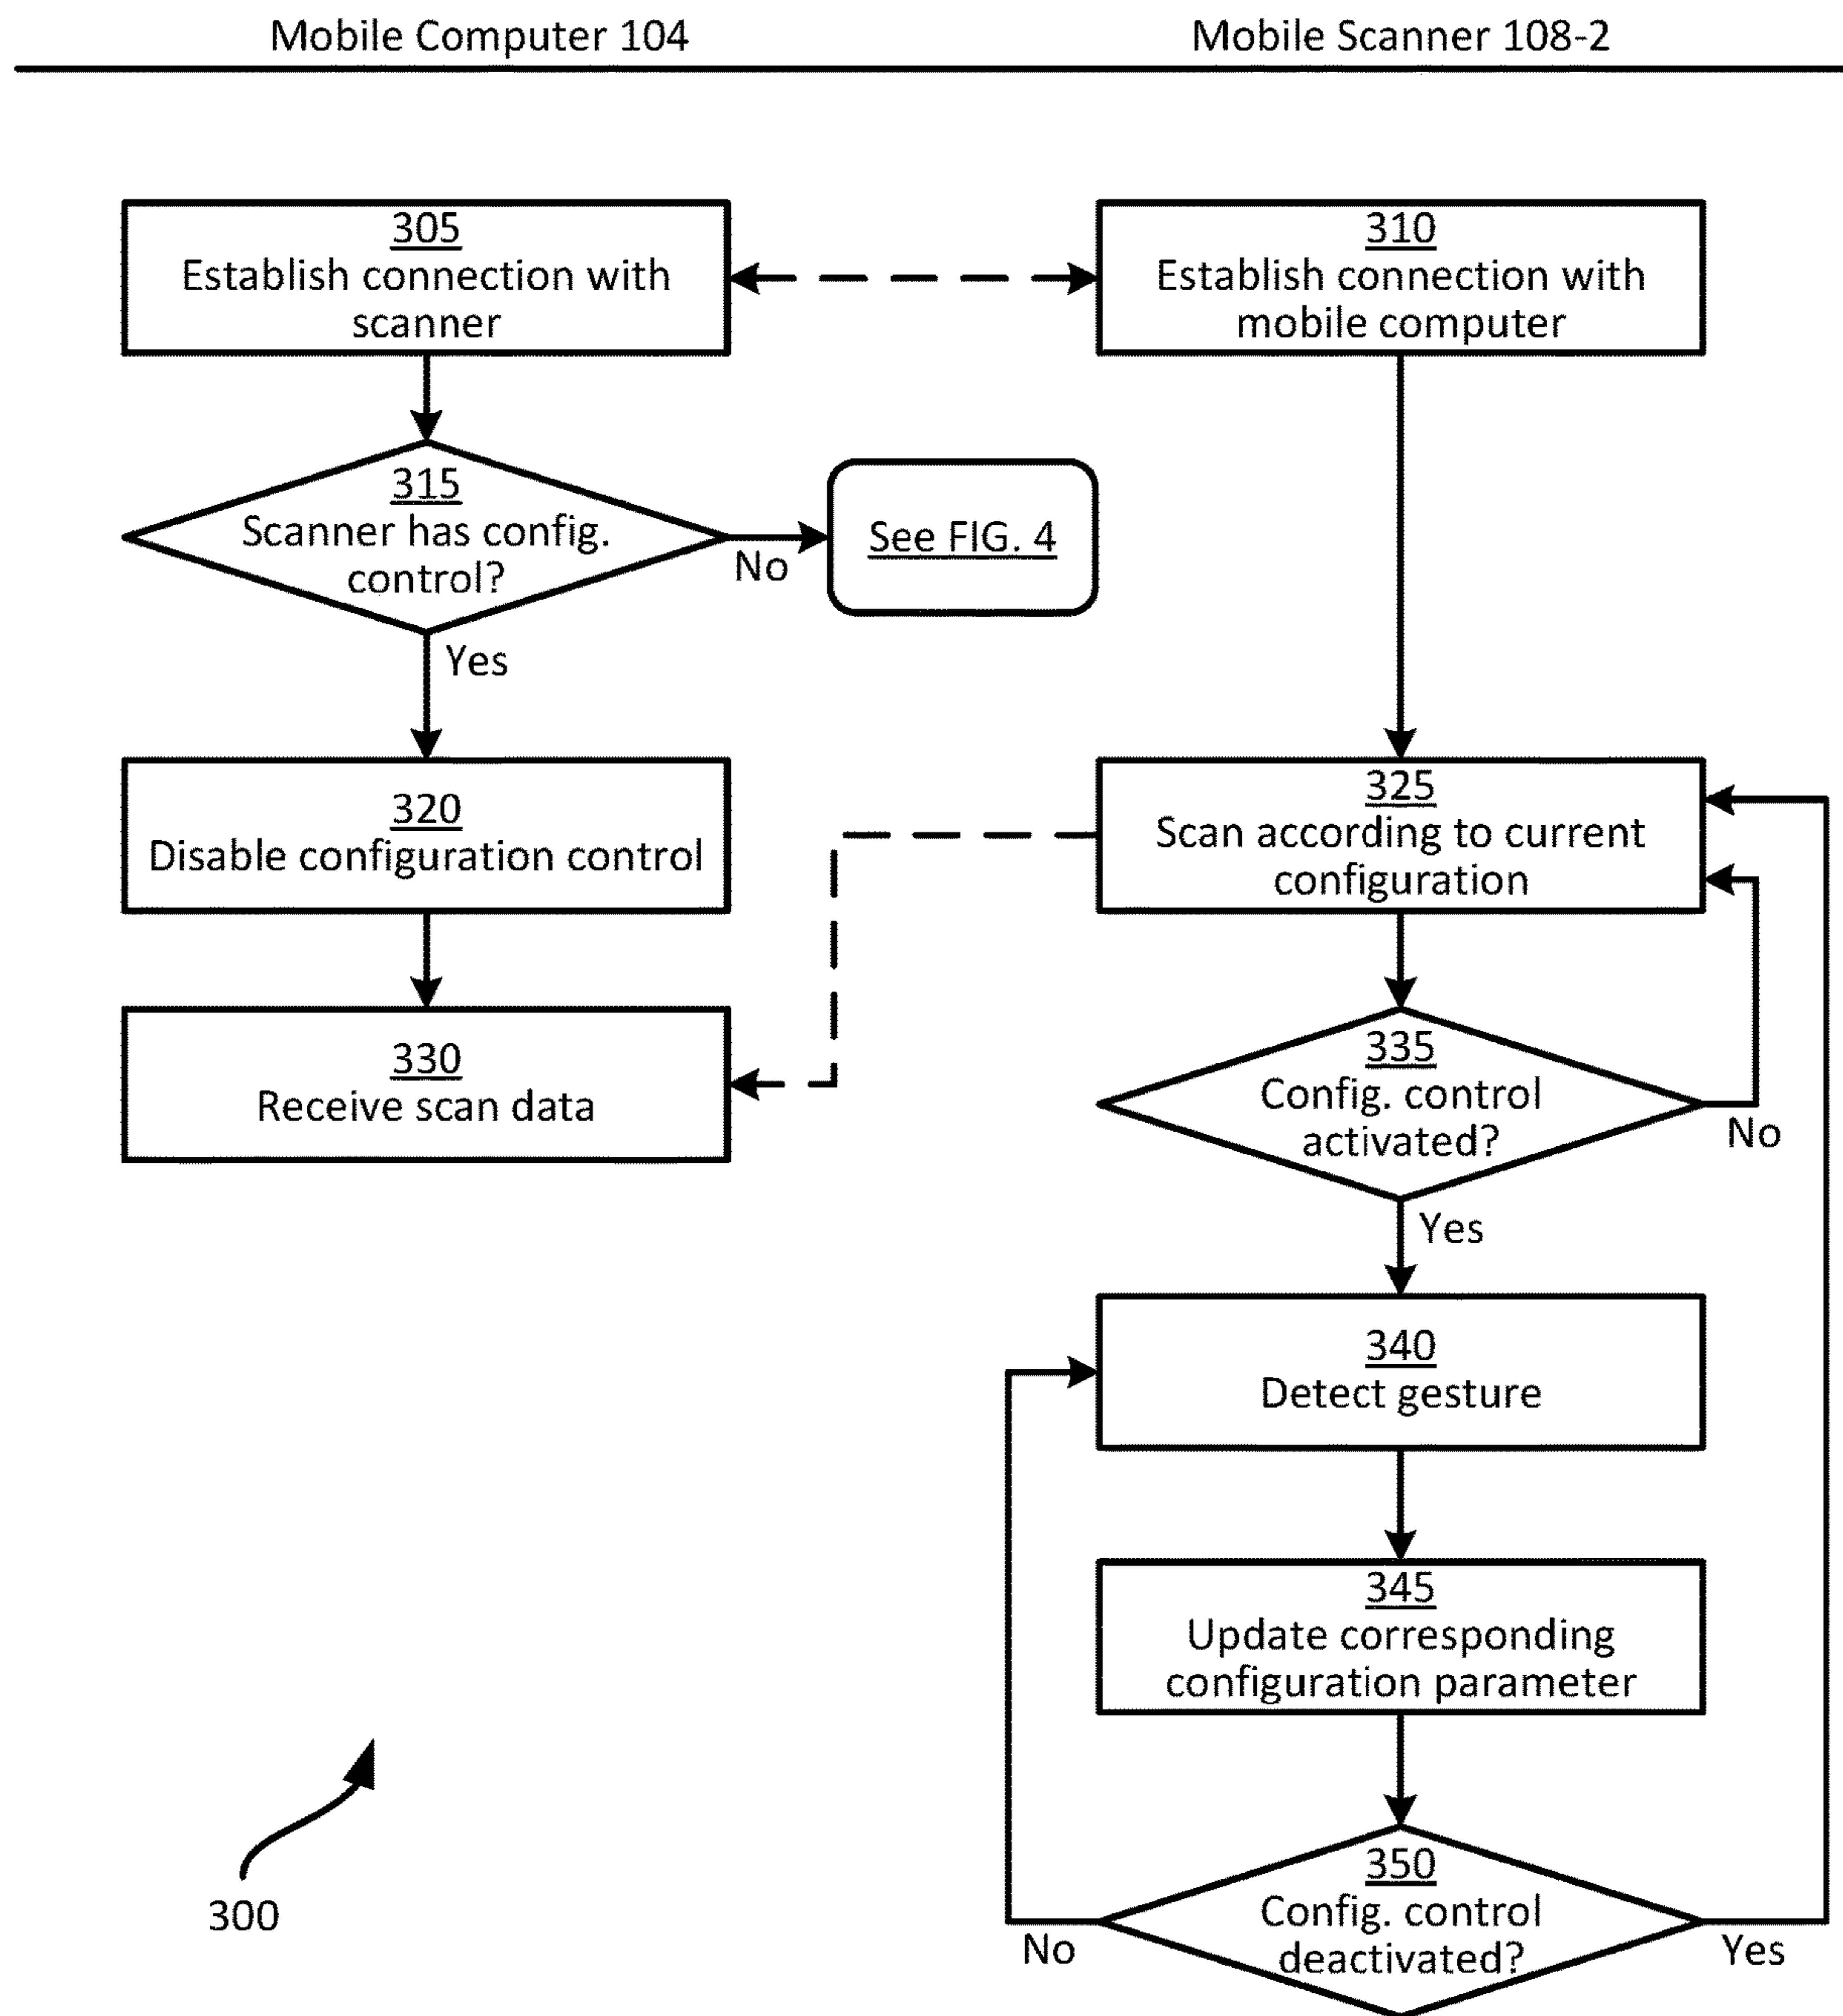 Mobile Computer 104
Mobile Scanner 108-2
305
Establish connection with
scanner
310
Establish connection with
mobile computer
315
Scanner has config.
control?
No
See FIG. 4
Yes
320
Disable configuration control
325
Scan according to current
configuration
330
Receive scan data
335
Config. control
activated?
No
Yes
340
Detect gesture
345
Update corresponding
configuration parameter
350
Config. control
deactivated?
No
Yes
300